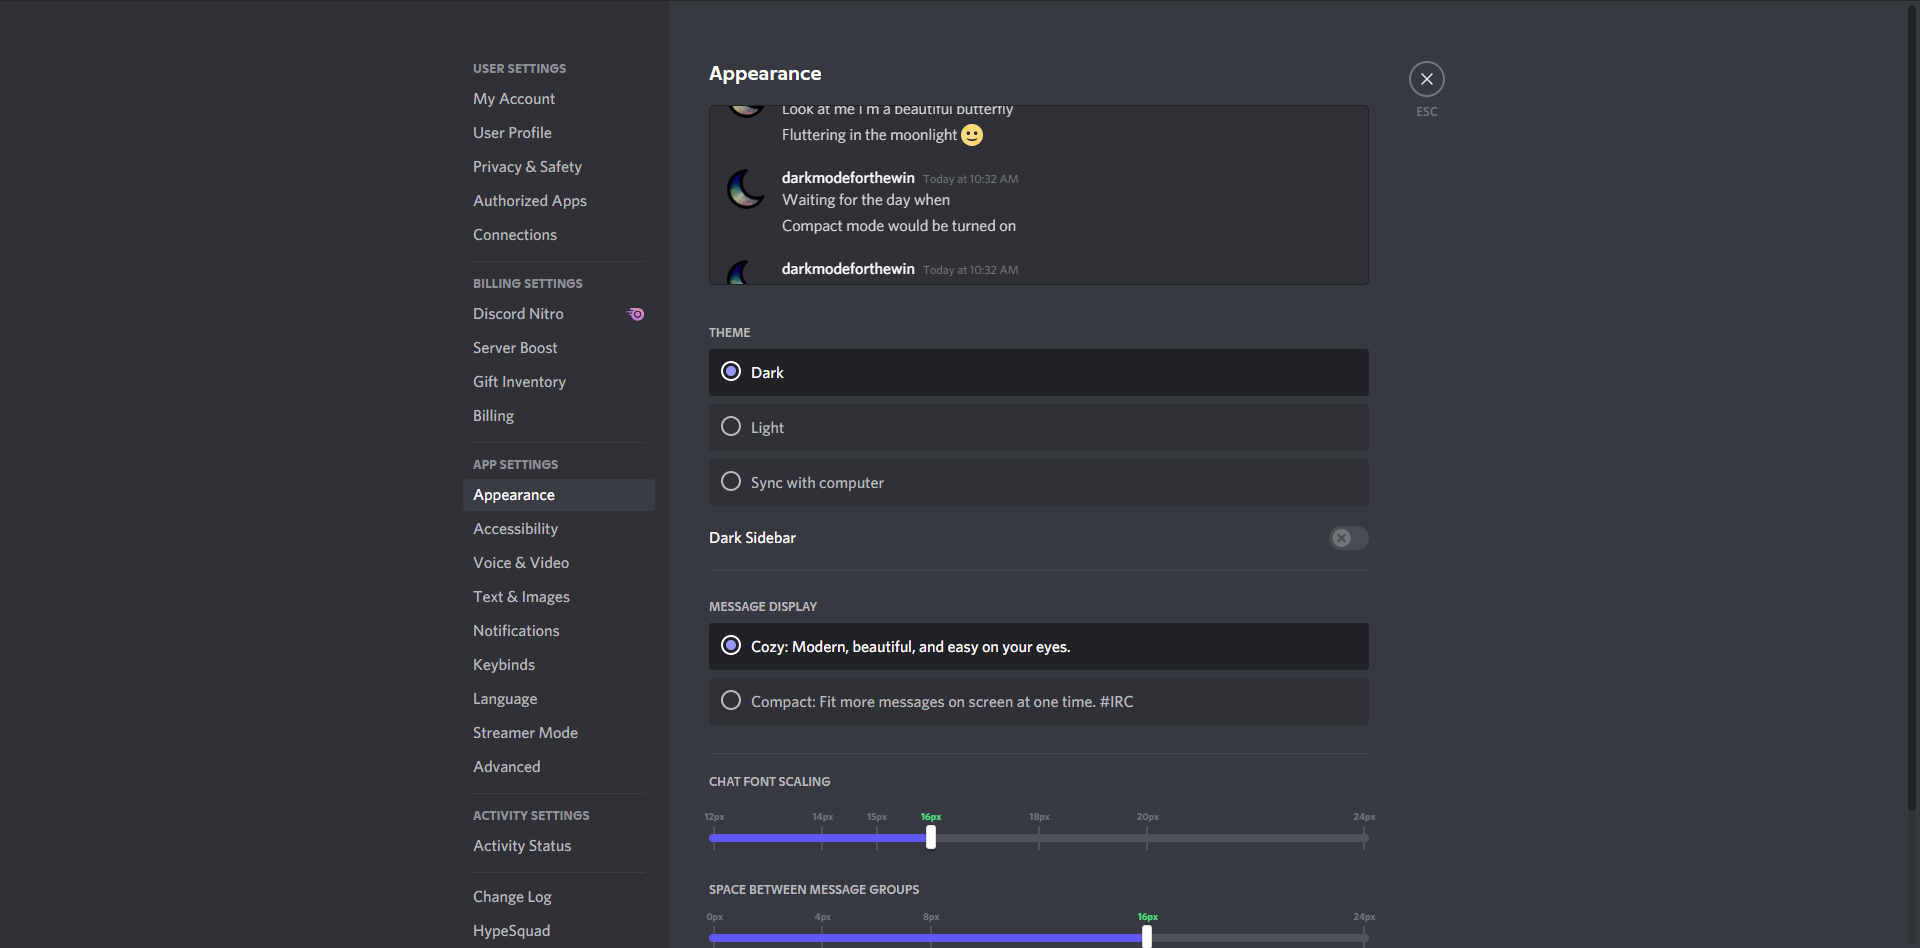 USER SETTINGS
My Account
User Profile
Privacy & Safety
Authorized Apps
Connections
BILLING SETTINGS
Discord Nitro
Server Boost
Gift Inventory
Billing
APP SETTINGS
Appearance
Accessibility
Voice & Video
Text & Images
Notifications
Keybinds
Language
Streamer Mode
Advanced
ACTIVITY SETTINGS
Activity Status
Change Log
HypeSquad
Appearance
ESC
Look at me I'm a beautiful butterfly
Fluttering in the moonlight
darkmodeforthewin Today at 10:32 AM
Waiting for the day when
Compact mode would be turned on
darkmodeforthewin Today at 10:32 AM
THEME
Dark
Light
Sync with computer
Dark Sidebar
MESSAGE DISPLAY
Cozy: Modern, beautiful, and easy on your eyes.
Compact: Fit more messages on screen at one time. #IRC
CHAT FONT SCALING
12px 14px 15px 16px 18px 20px 24px
SPACE BETWEEN MESSAGE GROUPS
0px 4px 8px 16px 24px